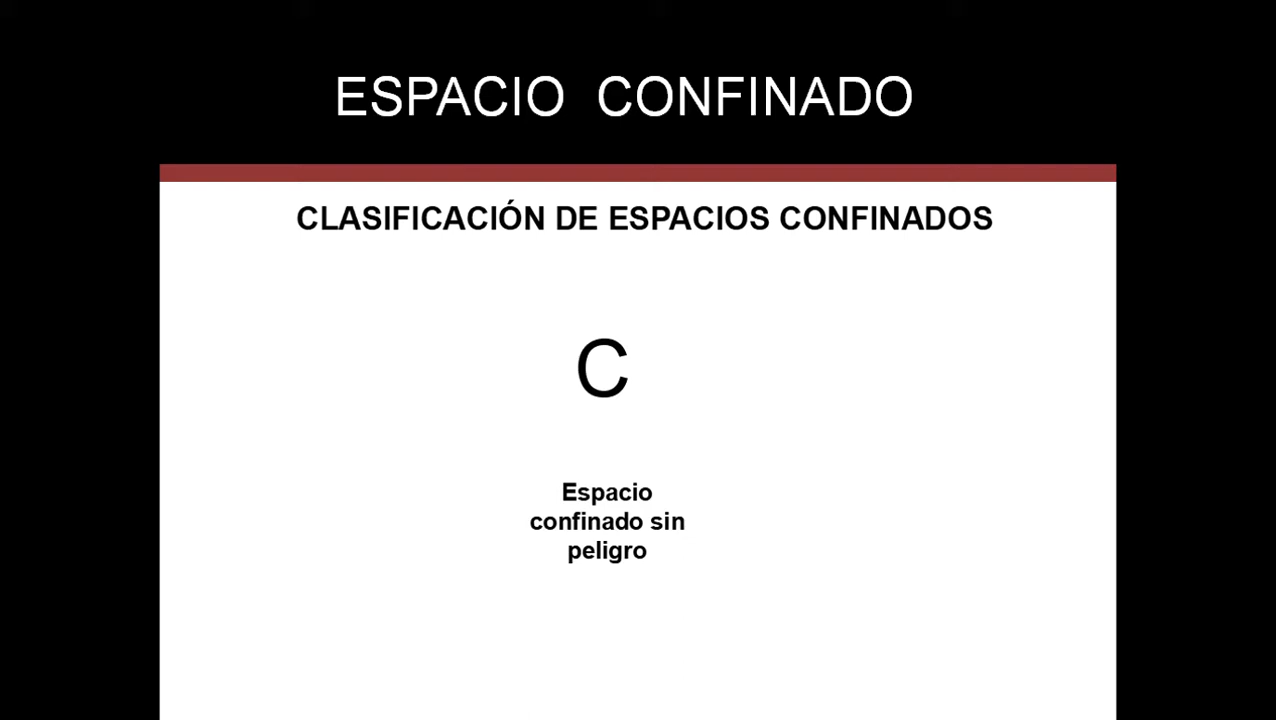 ESPACIO CONFINADO
CLASIFICACIÓN DE ESPACIOS CONFINADOS
C
Espacio
confinado sin
peligro